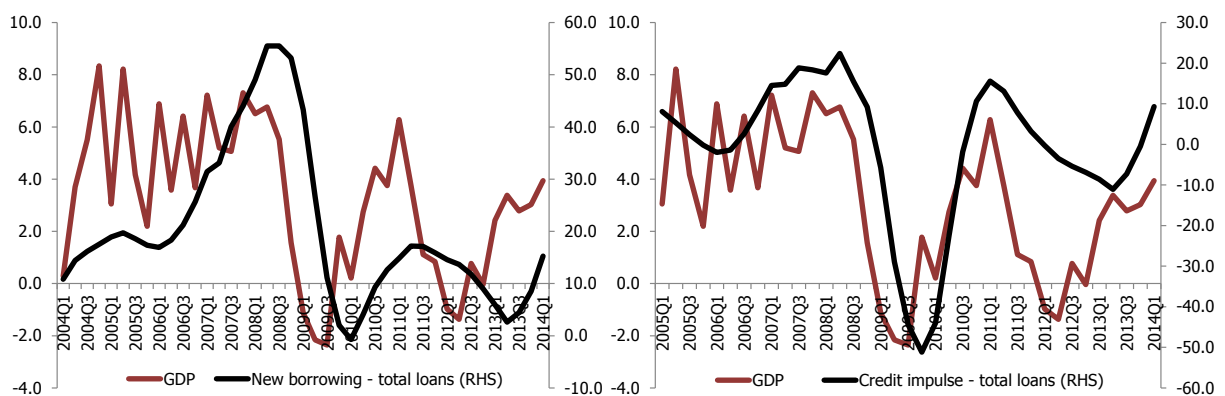 10.0
8.0
6.0
4.0
2.0
0.0
-2.0
-4.0
60.0
50.0
40.0
30.0
20.0
10.0
0.0
-10.0
2004Q1
2004Q3
2005Q1
2005Q3
2006Q1
2006Q3
2007Q1
2007Q3
2008Q1
2008Q3
2009Q1
2009Q3
2010Q1
2010Q3
2011Q1
2011Q3
2012Q1
2012Q3
2013Q1
2013Q3
2014Q1
GDP
New borrowing - total loans (RHS)
10.0
8.0
6.0
4.0
2.0
0.0
-2.0
-4.0
30.0
20.0
10.0
0.0
-10.0
-20.0
-30.0
-40.0
-50.0
-60.0
2005Q1
2005Q3
2006Q1
2006Q3
2007Q1
2007Q3
2008Q1
2008Q3
2009Q1
2009Q3
2010Q1
2010Q3
2011Q1
2011Q3
2012Q1
2012Q3
2013Q1
2013Q3
2014Q1
GDP
Credit impulse - total loans (RHS)